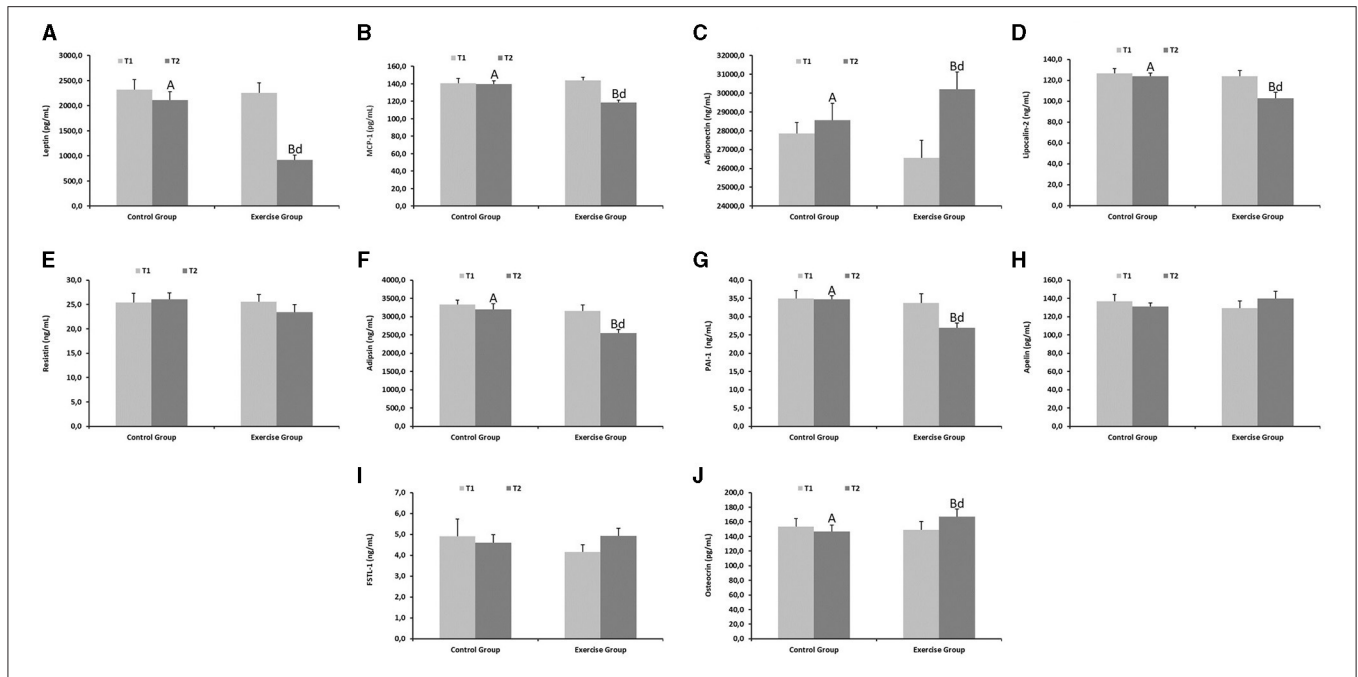 A
Leptin (pg/mL)
3000,0
2500,0
2000,0
1500,0
1000,0
500,0
0,0
T1 T2
A
Bd
Control Group Exercise Group
B
MCP-1 (pg/mL)
160,0
140,0
120,0
100,0
80,0
60,0
40,0
20,0
0,0
T1 T2
A
Bd
Control Group Exercise Group
C
Adiponectin (ng/mL)
32000,0
31000,0
30000,0
29000,0
28000,0
27000,0
26000,0
25000,0
24000,0
T1 T2
A
Bd
Control Group Exercise Group
D
Lipocalin-2 (ng/mL)
140,0
120,0
100,0
80,0
60,0
40,0
20,0
0,0
T1 T2
A
Bd
Control Group Exercise Group
E
Resistin (ng/mL)
30,0
25,0
20,0
15,0
10,0
5,0
0,0
T1 T2
Control Group Exercise Group
F
Adipsin (ng/mL)
4000,0
3500,0
3000,0
2500,0
2000,0
1500,0
1000,0
500,0
0,0
T1 T2
A
Bd
Control Group Exercise Group
G
PAI-1 (ng/mL)
40,0
35,0
30,0
25,0
20,0
15,0
10,0
5,0
0,0
T1 T2
A
Bd
Control Group Exercise Group
H
Apelin (pg/mL)
160,0
140,0
120,0
100,0
80,0
60,0
40,0
20,0
0,0
T1 T2
Control Group Exercise Group
I
FSTL-1 (ng/mL)
7,0
6,0
5,0
4,0
3,0
2,0
1,0
0,0
T1 T2
Control Group Exercise Group
J
Osteocrin (pg/mL)
200,0
180,0
160,0
140,0
120,0
100,0
80,0
60,0
40,0
20,0
0,0
T1 T2
A
Bd
Control Group Exercise Group